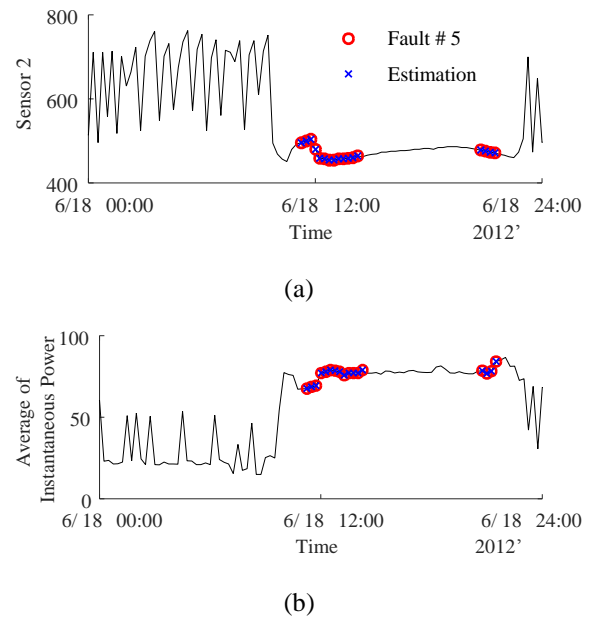 800
600
400
Sensor 2
Fault # 5
Estimation
6/18 00:00
6/18 12:00
6/18 24:00
Time
2012'
(a)
100
50
0
Average of
Instantaneous Power
6/ 18 00:00
6/ 18 12:00
6/ 18 24:00
Time
2012'
(b)